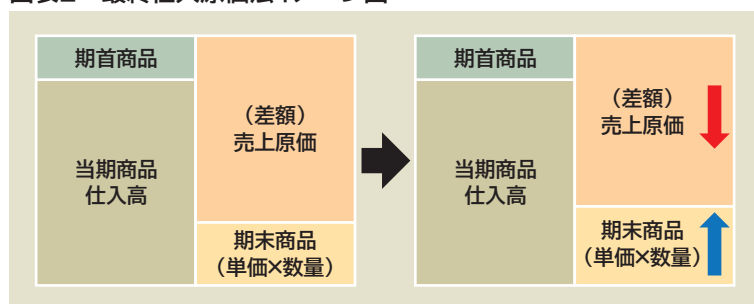 期首商品
当期商品
仕入高
（差額）
売上原価
期末商品
（単価×数量）
期首商品
当期商品
仕入高
（差額）
売上原価
期末商品
（単価×数量）